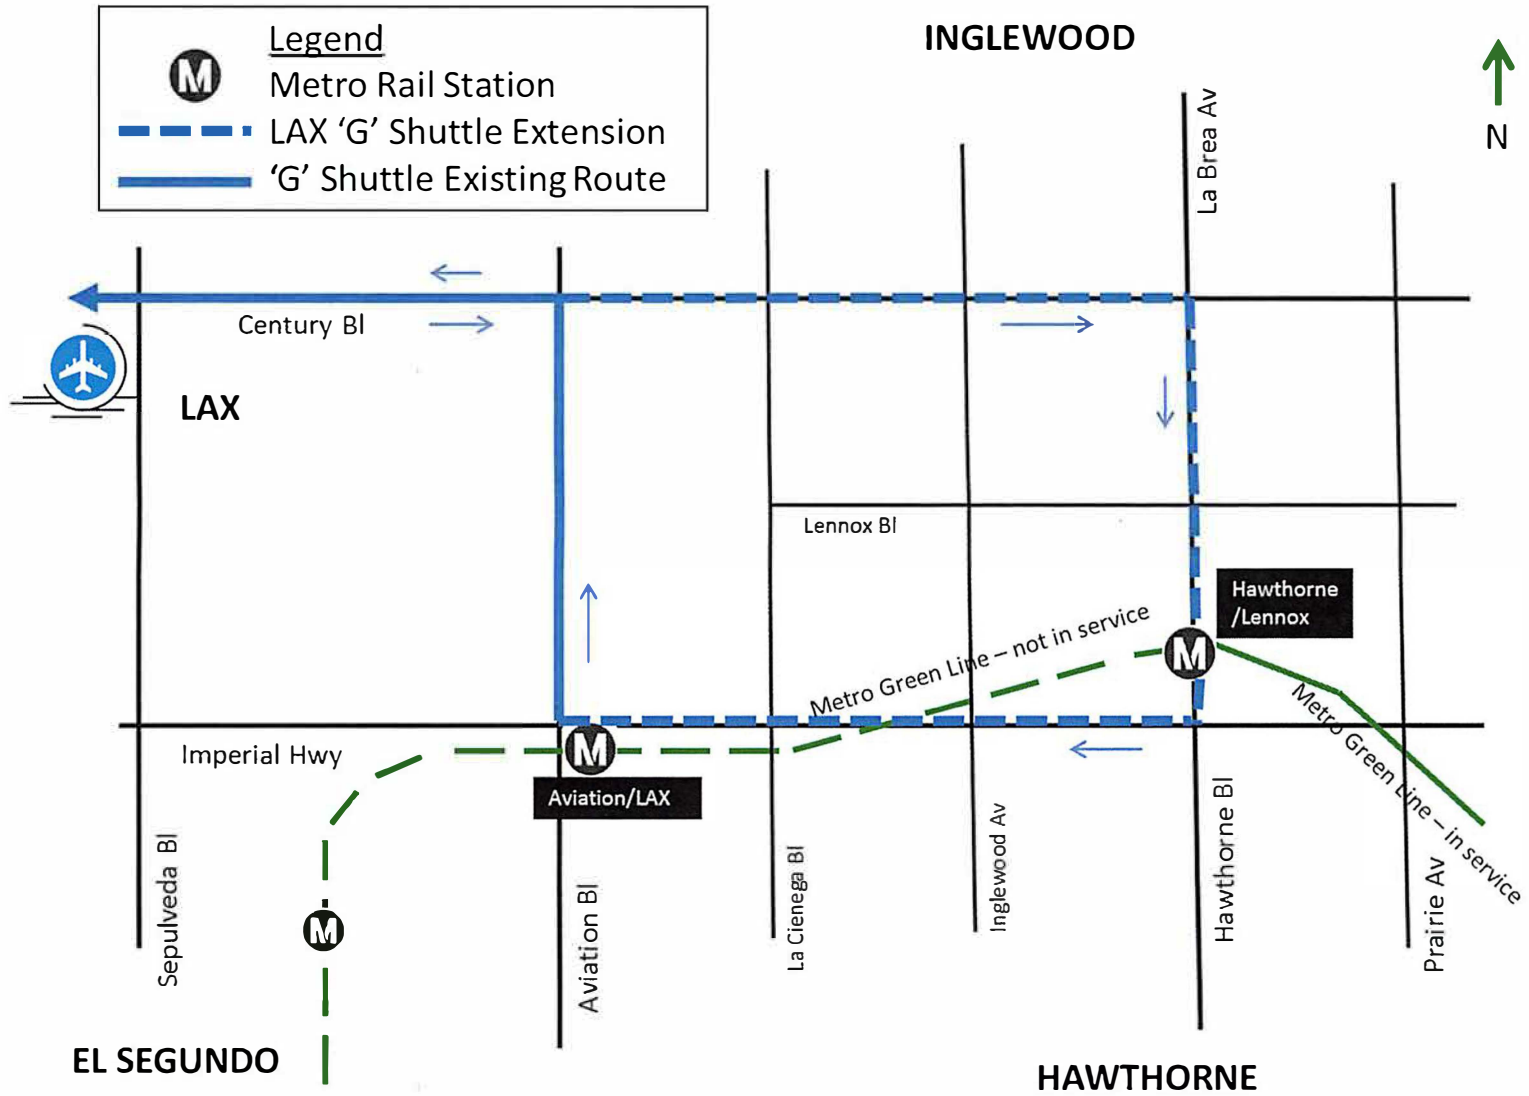 Legend
M
Metro Rail Station
LAX ‘G’ Shuttle Extension
‘G’ Shuttle Existing Route
INGLEWOOD
N
La Brea Av
Century Bl
LAX
Lennox Bl
Hawthorne
/Lennox
M
Metro Green Line – not in service
Metro Green Line – in service
Imperial Hwy
M
Aviation/LAX
M
Sepulveda Bl
Aviation Bl
La Cienega Bl
Inglewood Av
Hawthorne Bl
Prairie Av
EL SEGUNDO
HAWTHORNE